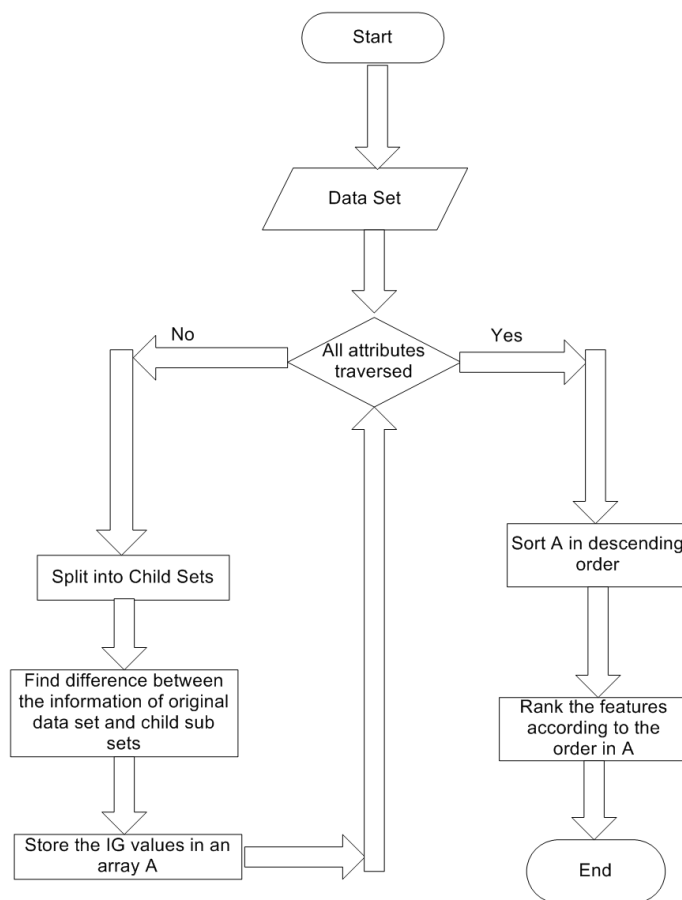 Start
Data Set
No
All attributes
traversed
Yes
Split into Child Sets
Find difference between
the information of original
data set and child sub
sets
Store the IG values in an
array A
Sort A in descending
order
Rank the features
according to the
order in A
End